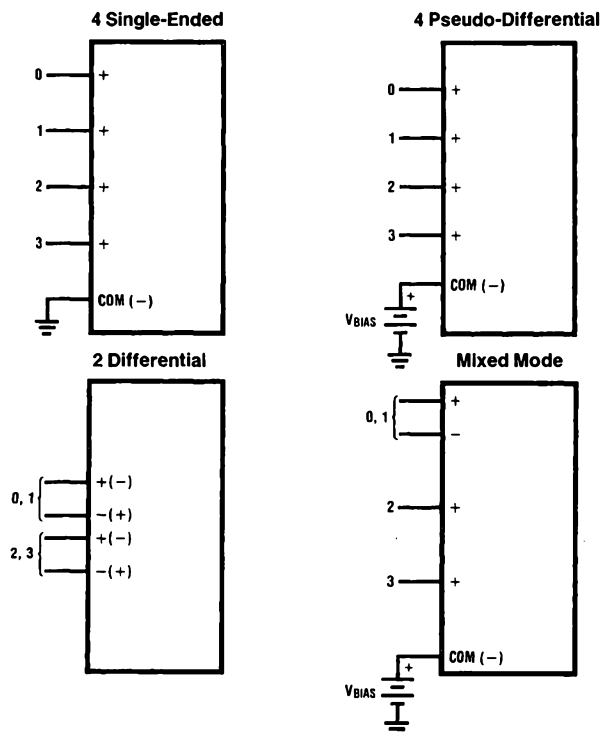 4 Single-Ended
0 +
1 +
2 +
3 +
COM (−)
4 Pseudo-Differential
0 +
1 +
2 +
3 +
COM (−)
+
VBIAS
2 Differential
0, 1
+(−)
−(+)
2, 3
+(−)
−(+)
Mixed Mode
0, 1
+
−
2 +
3 +
COM (−)
+
VBIAS